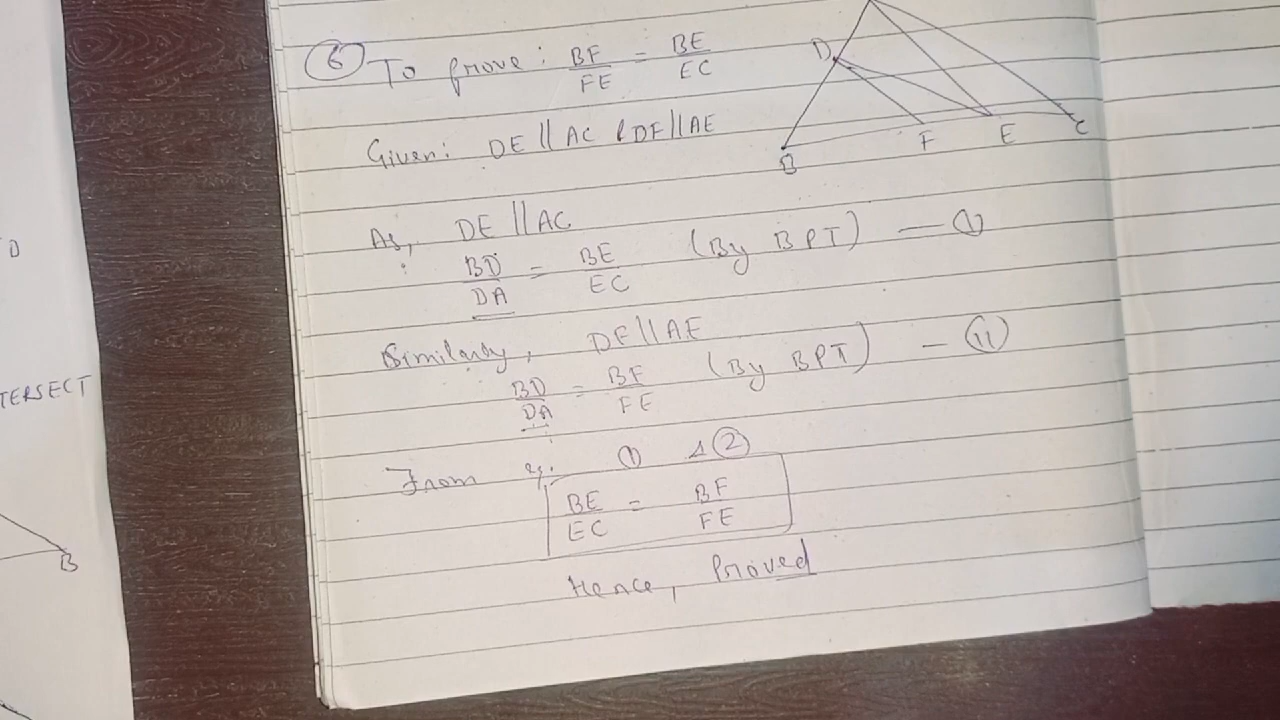 6 To prove: BF/FE = BE/EC
D
B
F
E
C
Given: DE || AC & DF || AE
As, DE || AC
∴ BD/DA = BE/EC (By BPT) — (1)
Similarly, DF || AE
BD/DA = BF/FE (By BPT) — (11)
From eq. (1) & (2)
BE/EC = BF/FE
Hence, Proved
TERSECT
B